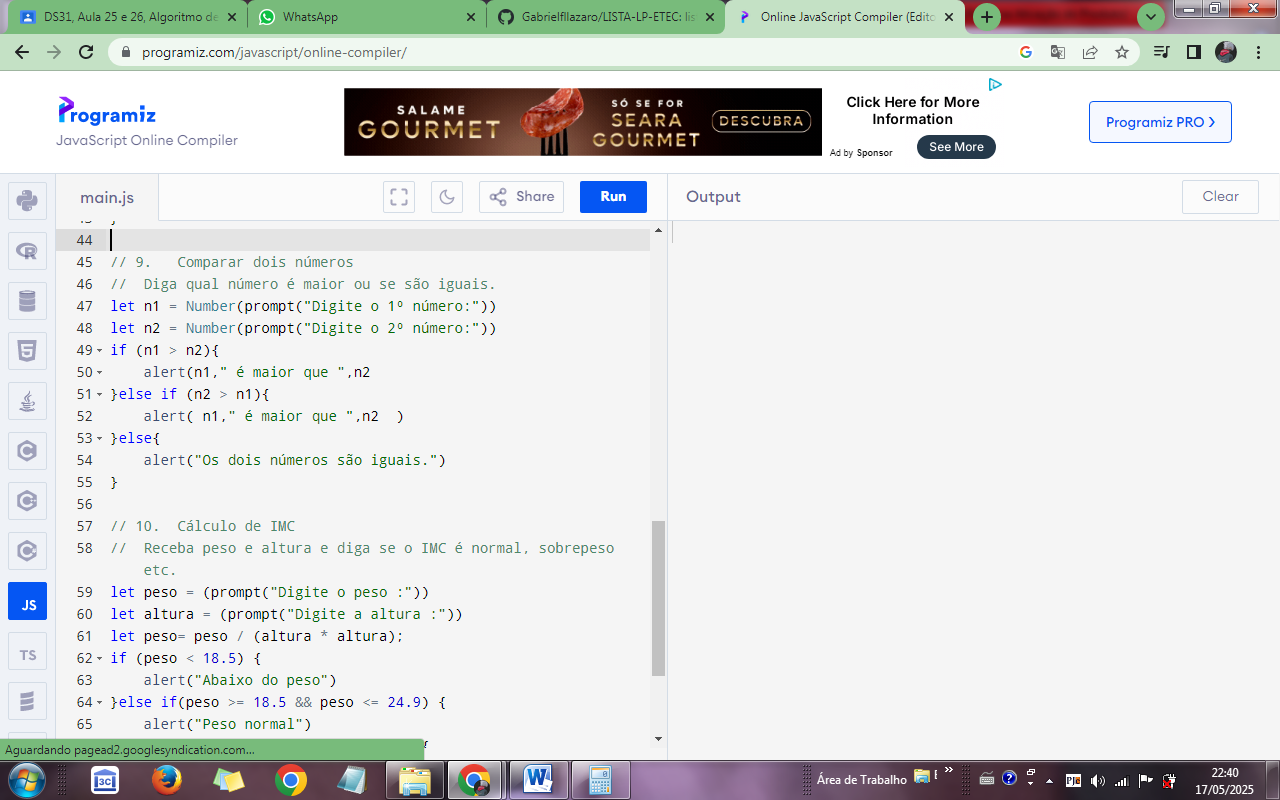 DS31, Aula 25 e 26, Algoritmo de
WhatsApp
Gabrielfllazaro/LISTA-LP-ETEC: lis
Online JavaScript Compiler (Edito
programiz.com/javascript/online-compiler/
Programiz
JavaScript Online Compiler
SALAME
GOURMET
SÓ SE FOR
SEARA
GOURMET
DESCUBRA
Click Here for More
Information
Ad by Sponsor
See More
Programiz PRO
main.js
Share
Run
Output
Clear
44
45 // 9.   Comparar dois números
46 //  Diga qual número é maior ou se são iguais.
47 let n1 = Number(prompt("Digite o 1º número:"))
48 let n2 = Number(prompt("Digite o 2º número:"))
49 if (n1 > n2){
50     alert(n1," é maior que ",n2
51 }else if (n2 > n1){
52     alert( n1," é maior que ",n2  )
53 }else{
54     alert("Os dois números são iguais.")
55 }
56
57 // 10.  Cálculo de IMC
58 //  Receba peso e altura e diga se o IMC é normal, sobrepeso
etc.
59 let peso = (prompt("Digite o peso :"))
60 let altura = (prompt("Digite a altura :"))
61 let peso= peso / (altura * altura);
62 if (peso < 18.5) {
63     alert("Abaixo do peso")
64 }else if(peso >= 18.5 && peso <= 24.9) {
65     alert("Peso normal")
JS
TS
Aguardando pagead2.googlesyndication.com...
3C
Área de Trabalho
PJe
22:40
17/05/2025